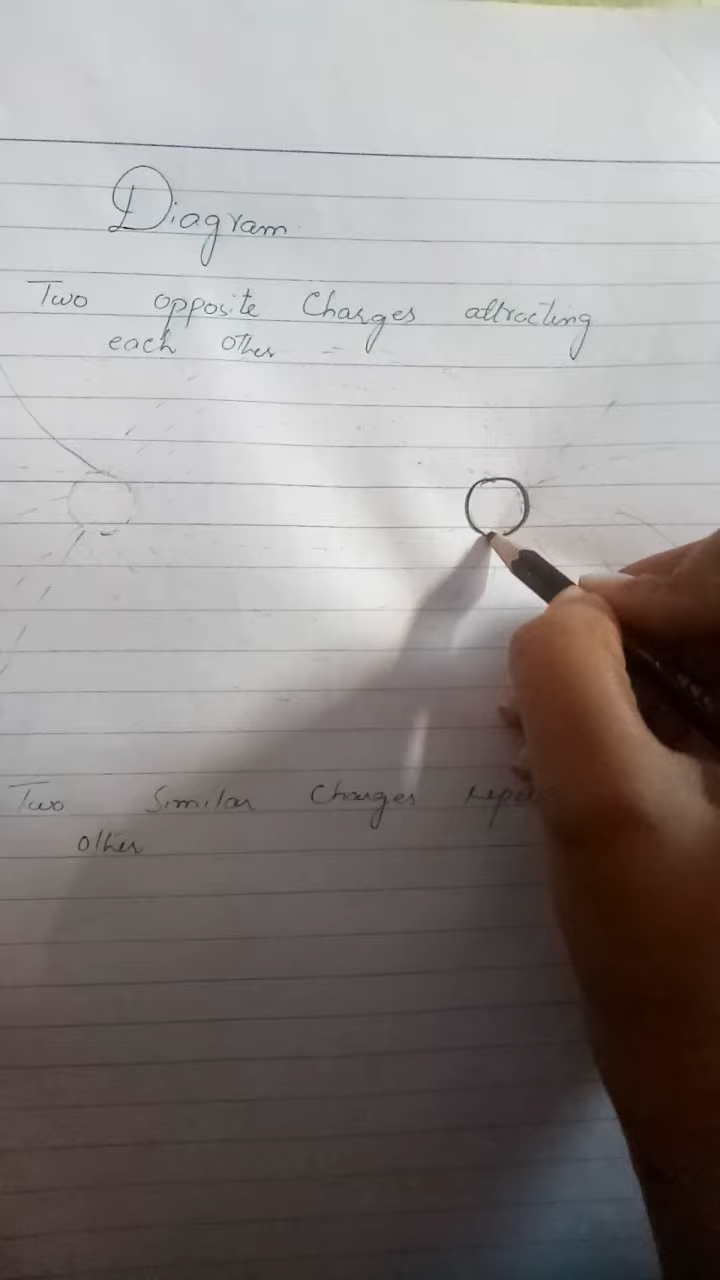 Diagram
Two opposite Charges attracting
each other =
Two Similar Charges
other